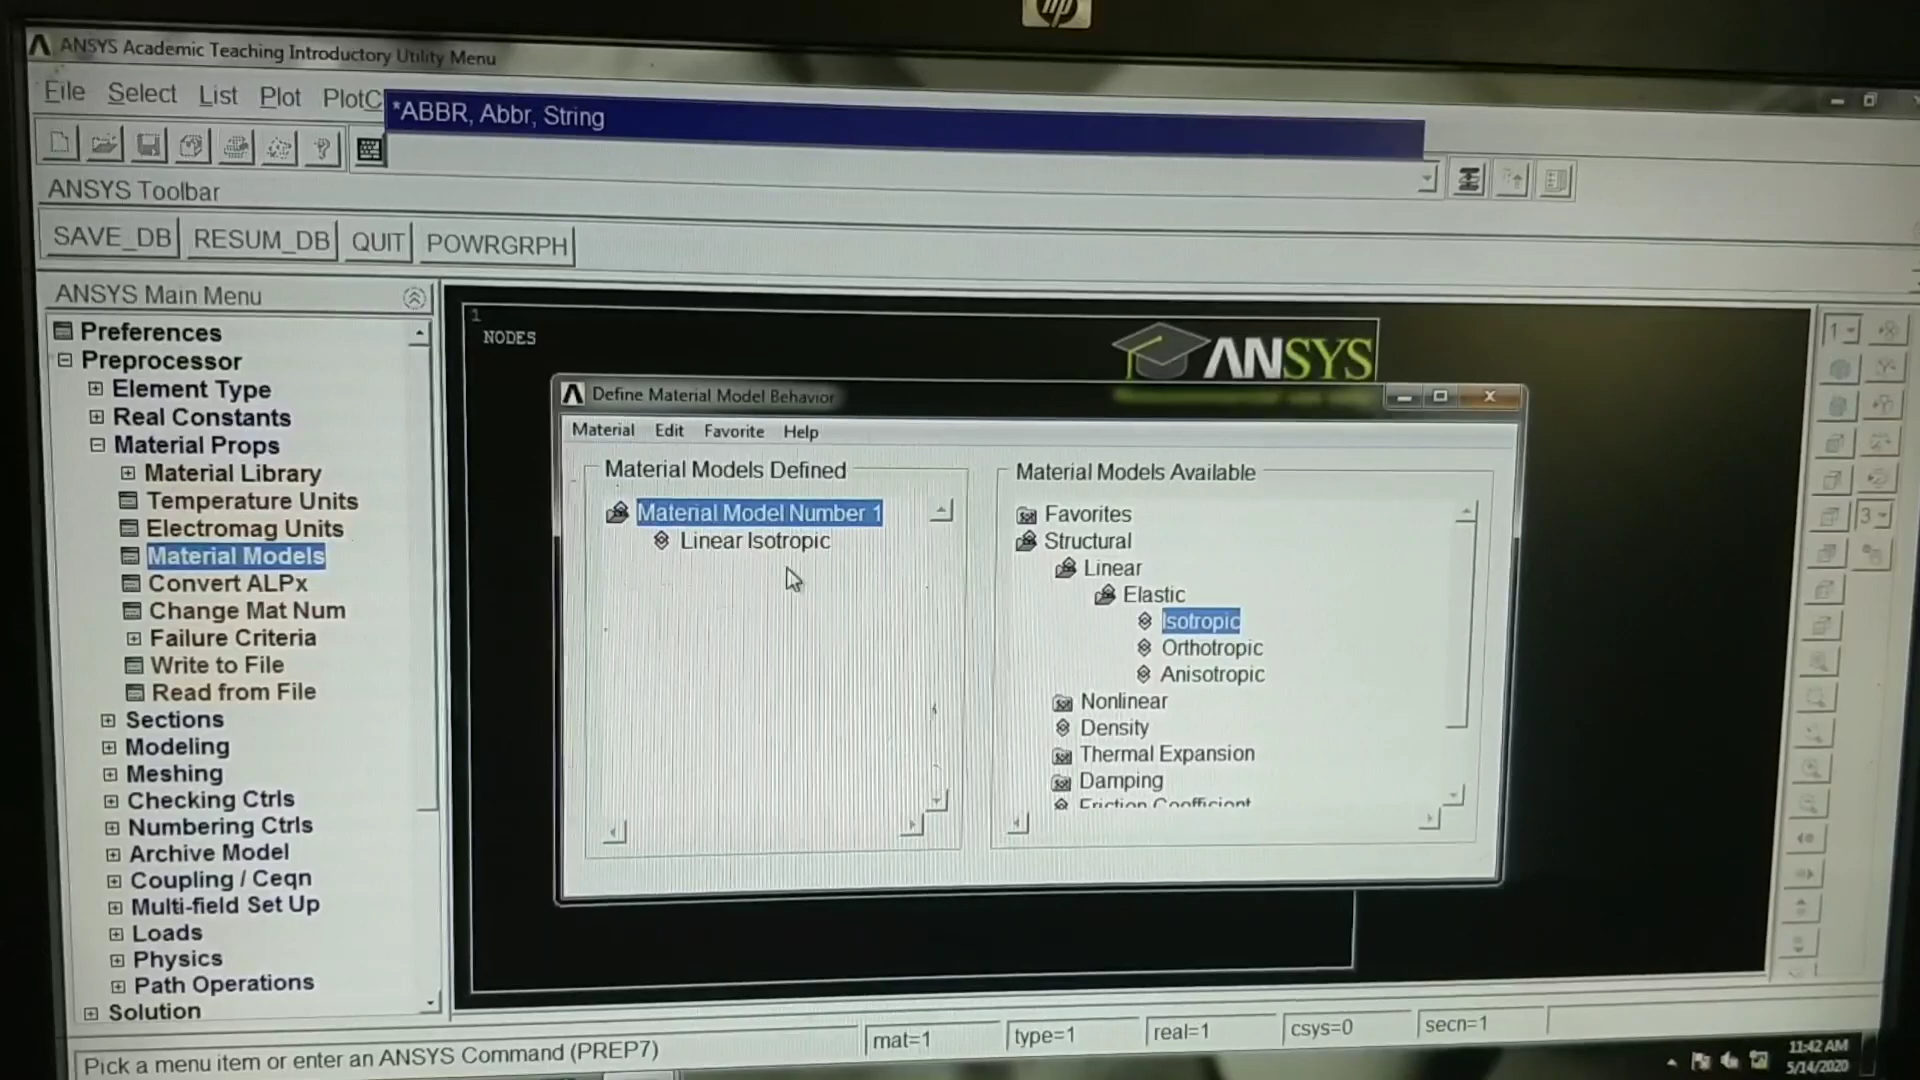 hp
ANSYS Academic Teaching Introductory Utility Menu
File Select List Plot PlotC
*ABBR, Abbr, String
ANSYS Toolbar
SAVE_DB RESUM_DB QUIT POWRGRPH
ANSYS Main Menu
Preferences
Preprocessor
Element Type
Real Constants
Material Props
Material Library
Temperature Units
Electromag Units
Material Models
Convert ALPx
Change Mat Num
Failure Criteria
Write to File
Read from File
Sections
Modeling
Meshing
Checking Ctrls
Numbering Ctrls
Archive Model
Coupling / Ceqn
Multi-field Set Up
Loads
Physics
Path Operations
Solution
1
NODES
ANSYS
Define Material Model Behavior
Material Edit Favorite Help
Material Models Defined
Material Model Number 1
Linear Isotropic
Material Models Available
Favorites
Structural
Linear
Elastic
Isotropic
Orthotropic
Anisotropic
Nonlinear
Density
Thermal Expansion
Damping
Friction Coefficient
1
3
Pick a menu item or enter an ANSYS Command (PREP7)
mat=1 type=1 real=1 csys=0 secn=1
11:42 AM
5/14/2020